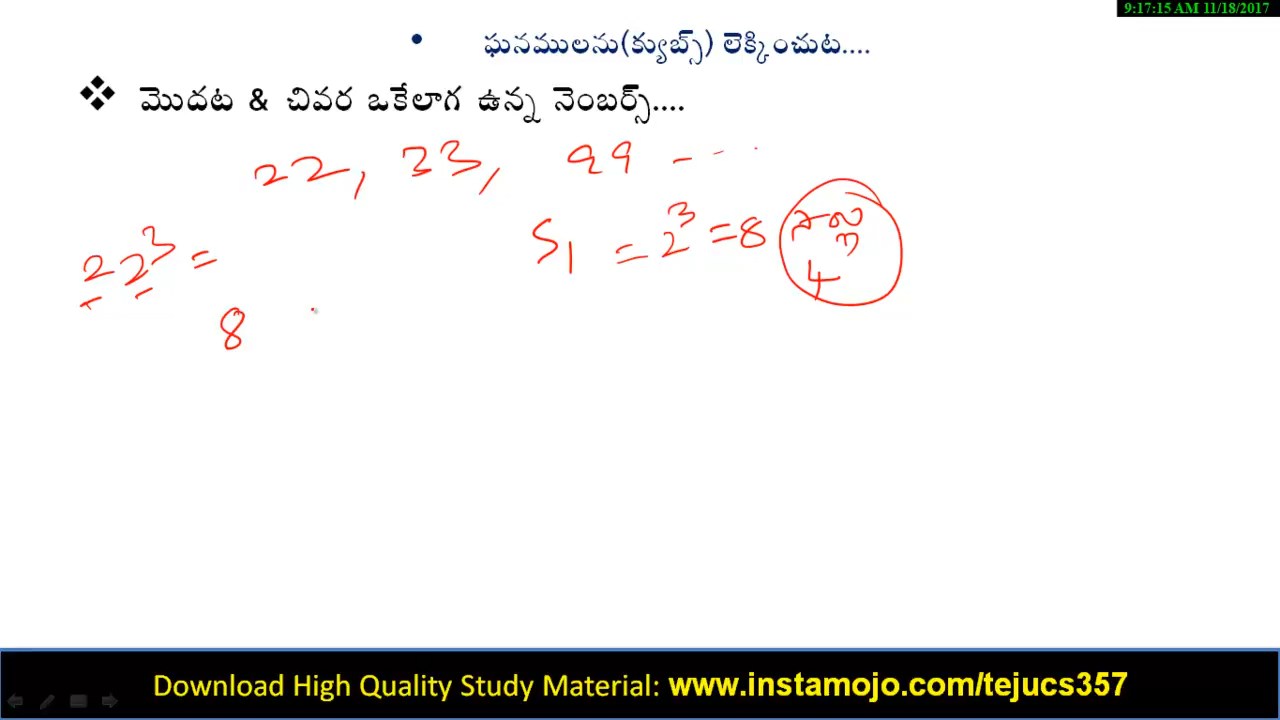 9:17:15 AM 11/18/2017
• ఘనములను(క్యుబ్స్) లెక్కించుట....
❖ మొదట & చివర ఒకేలాగ ఉన్న నెంబర్స్....
22, 33, 99 - - -
S1 = 2³ = 8
4
22³ =
8
Download High Quality Study Material: www.instamojo.com/tejucs357